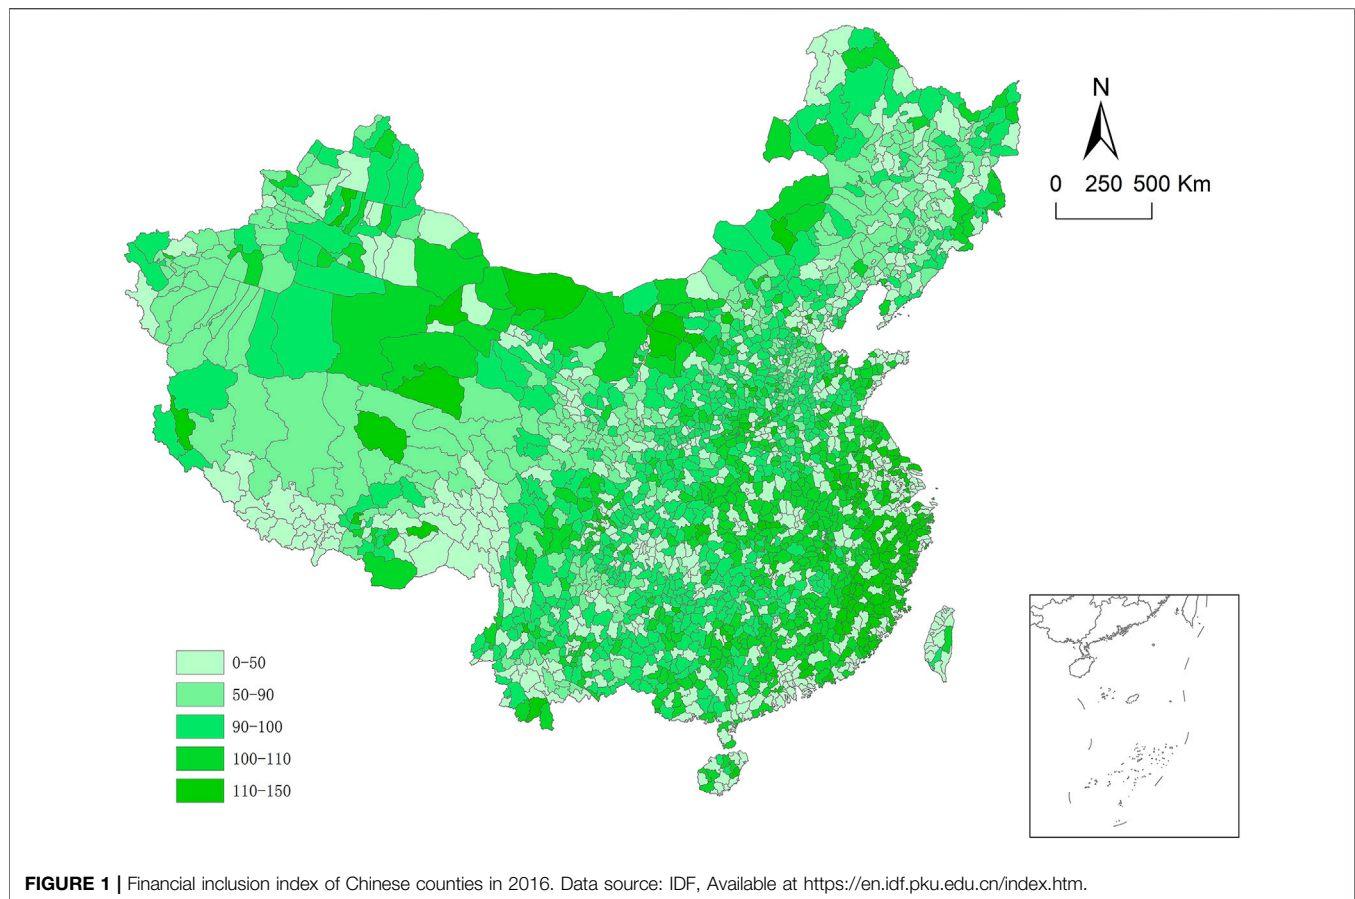 N
0 250 500 Km
0-50
50-90
90-100
100-110
110-150
FIGURE 1 | Financial inclusion index of Chinese counties in 2016. Data source: IDF, Available at https://en.idf.pku.edu.cn/index.htm.